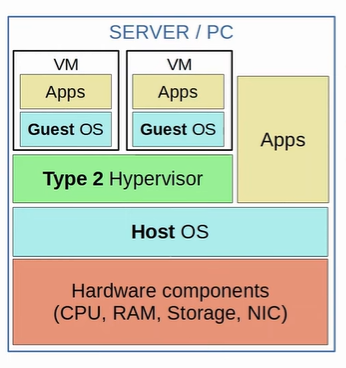 SERVER / PC
VM
Apps
Guest OS
VM
Apps
Guest OS
Apps
Type 2 Hypervisor
Host OS
Hardware components
(CPU, RAM, Storage, NIC)